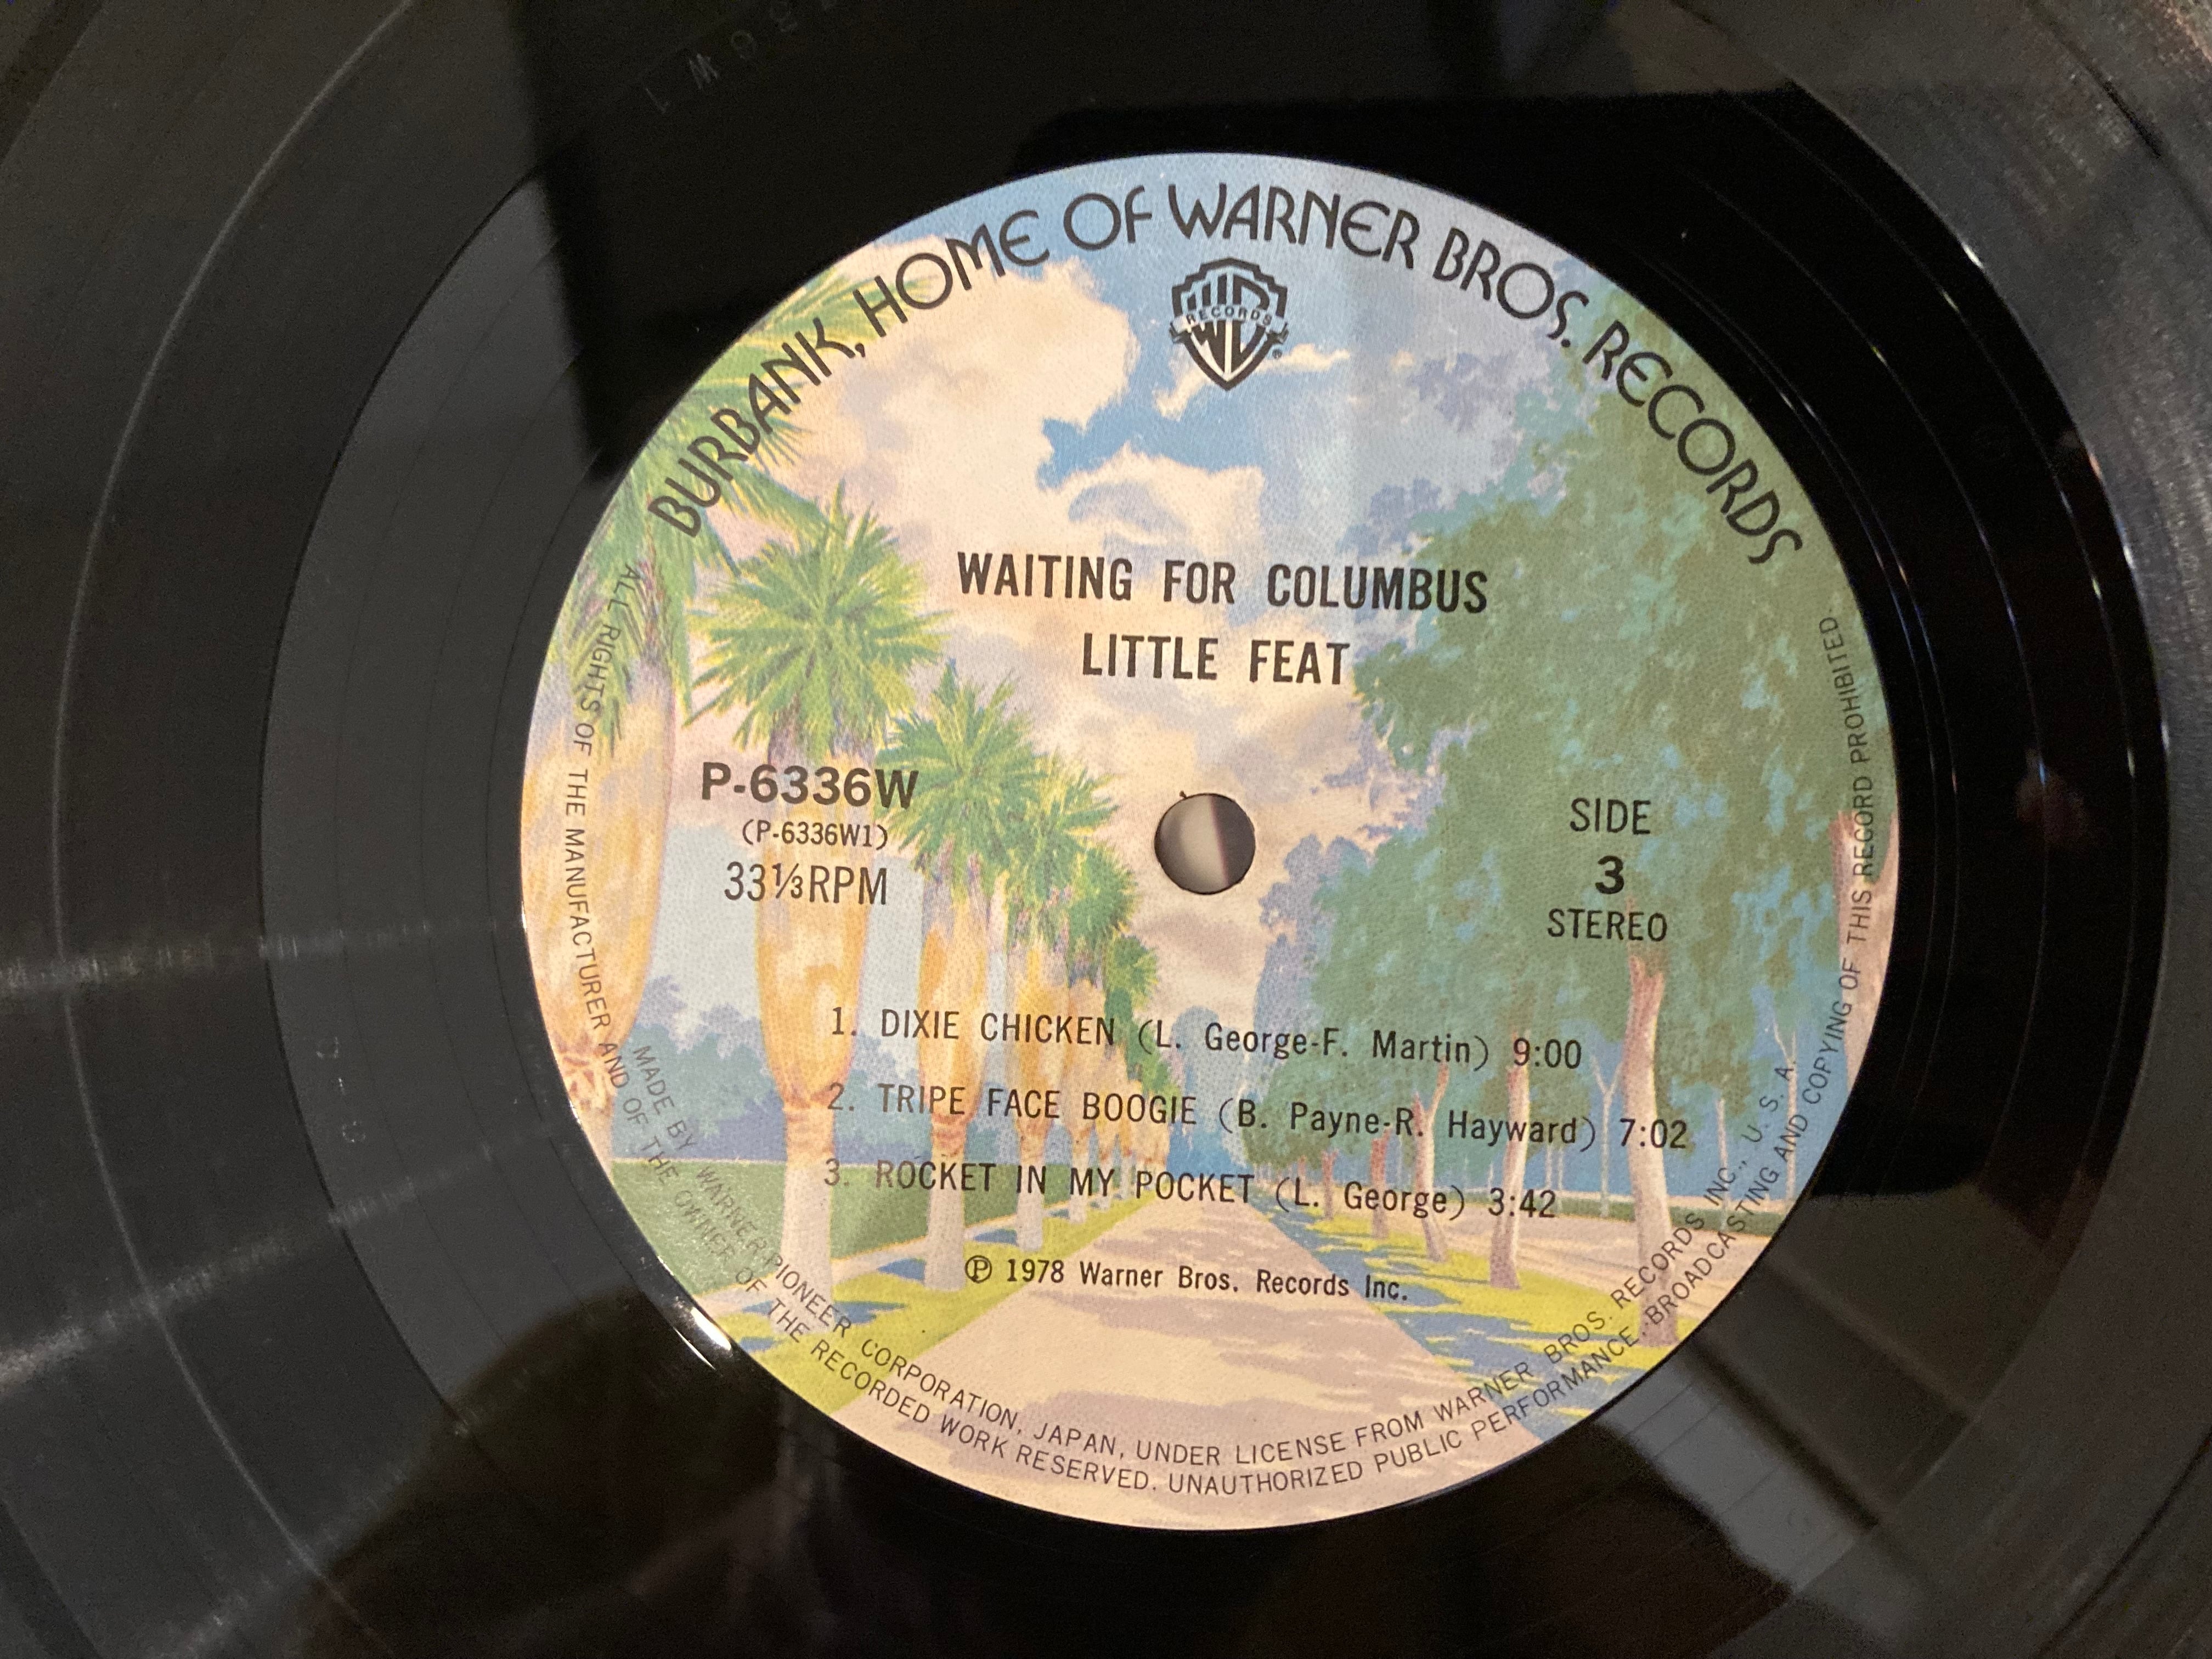 BURBANK, HOME OF WARNER BROS. RECORDS
RECORDS
WAITING FOR COLUMBUS
LITTLE FEAT
P-6336W
(P-6336W1)
33⅓RPM
SIDE
3
STEREO
1. DIXIE CHICKEN (L. George-F. Martin) 9:00
2. TRIPE FACE BOOGIE (B. Payne-R. Hayward) 7:02
3. ROCKET IN MY POCKET (L. George) 3:42
Ⓟ 1978 Warner Bros. Records Inc.
MADE BY WARNER-PIONEER CORPORATION, JAPAN, UNDER LICENSE FROM WARNER BROS. RECORDS INC., U. S. A.
ALL RIGHTS OF THE MANUFACTURER AND OF THE OWNER OF THE RECORDED WORK RESERVED. UNAUTHORIZED PUBLIC PERFORMANCE, BROADCASTING AND COPYING OF THIS RECORD PROHIBITED.